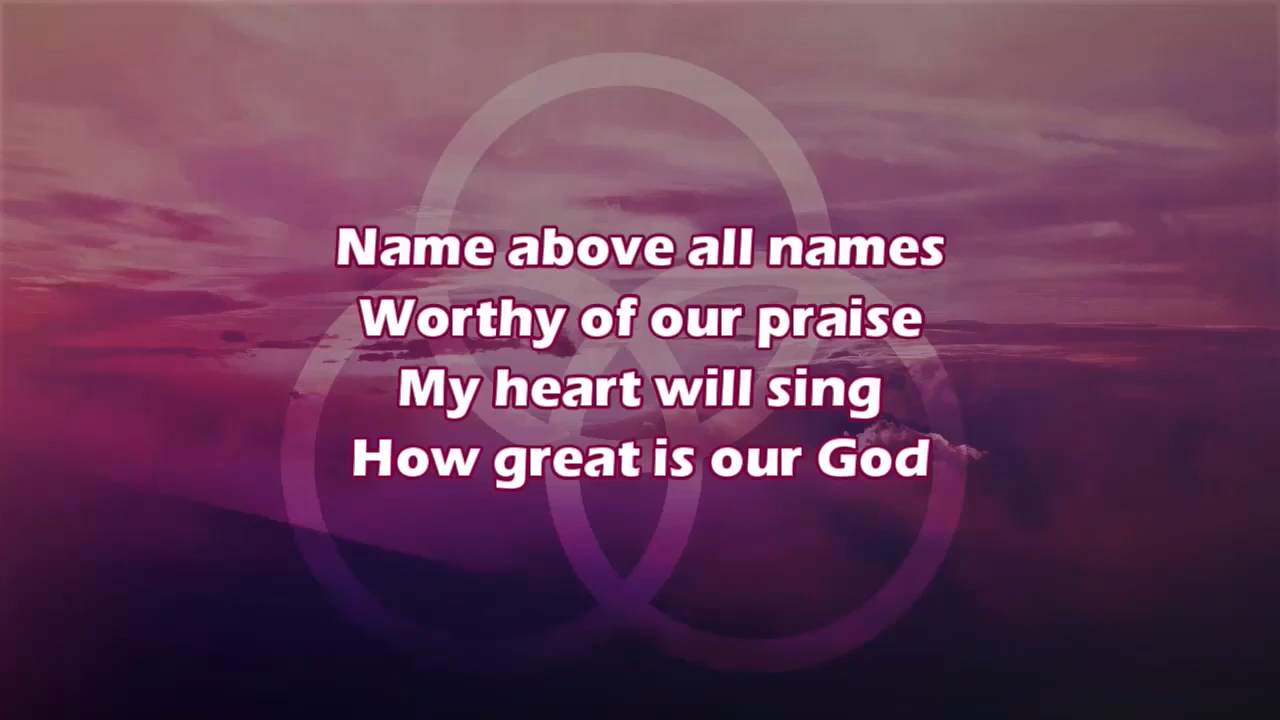 Name above all names
Worthy of our praise
My heart will sing
How great is our God